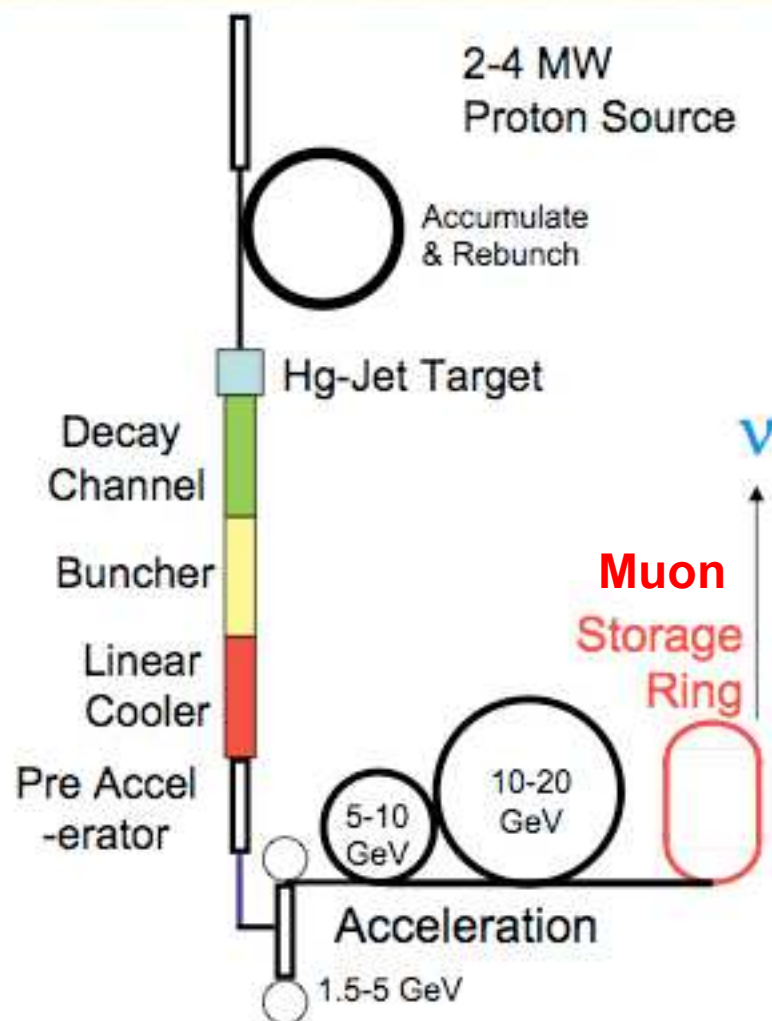 2-4 MW
Proton Source
Accumulate
& Rebunch
Hg-Jet Target
Decay
Channel
Buncher
Linear
Cooler
Pre Accel
-erator
ν
Muon
Storage
Ring
5-10
GeV
10-20
GeV
Acceleration
1.5-5 GeV